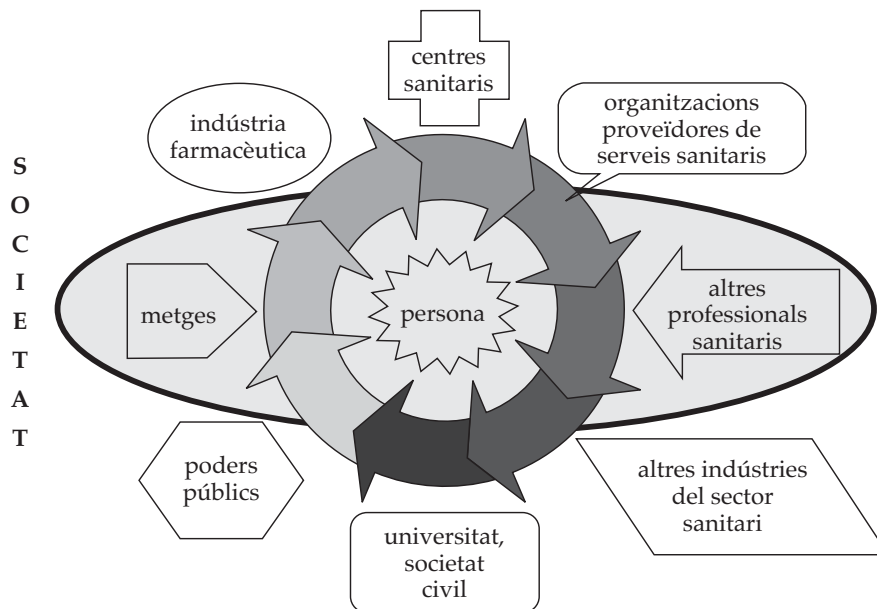 centres
sanitaris
organitzacions
proveïdores de
serveis sanitaris
indústria
farmacèutica
SOCIETAT
metges
persona
altres
professionals
sanitaris
poders
públics
altres indústries
del sector
sanitari
universitat,
societat
civil